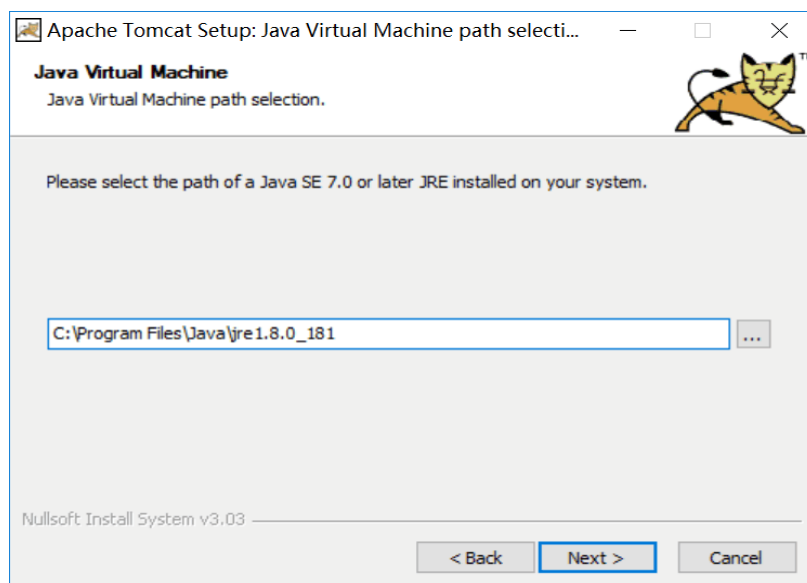 Apache Tomcat Setup: Java Virtual Machine path selecti...
Java Virtual Machine
Java Virtual Machine path selection.
Please select the path of a Java SE 7.0 or later JRE installed on your system.
C:\Program Files\Java\jre1.8.0_181
...
Nullsoft Install System v3.03
< Back
Next >
Cancel